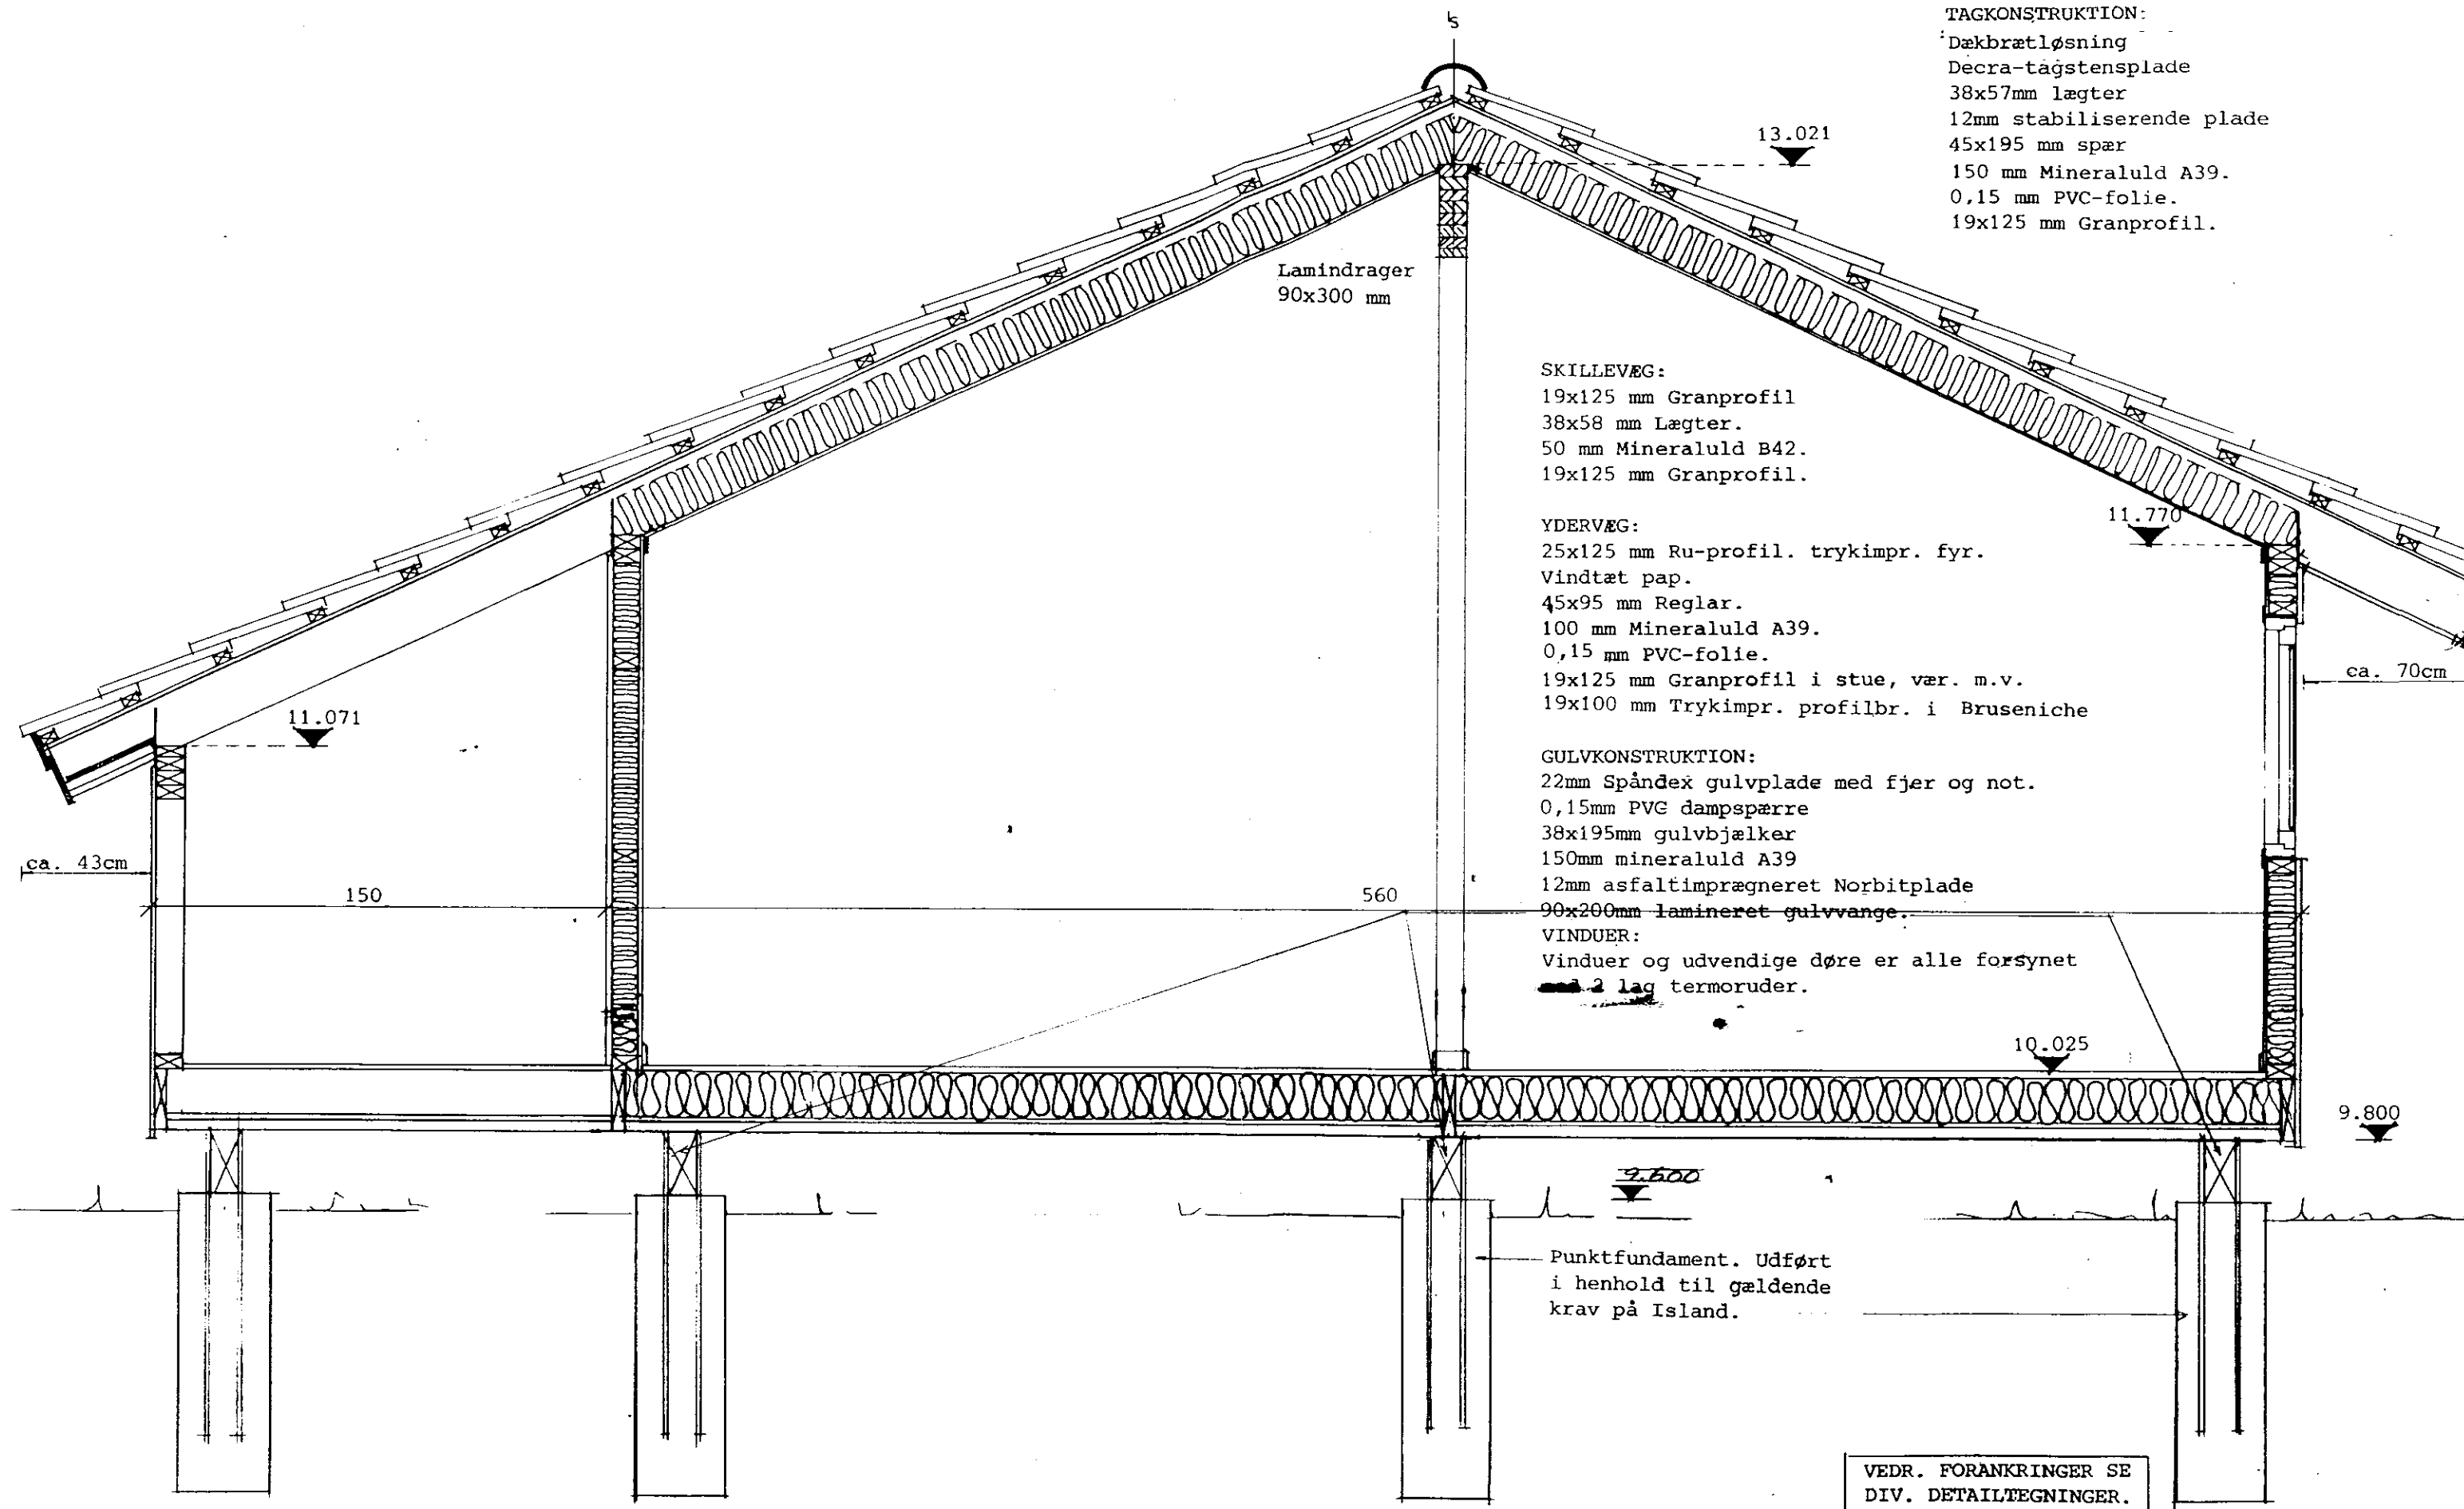 S
TAGKONSTRUKTION:
Dækbrætløsning
Decra-tagstensplade
38x57mm lægter
12mm stabiliserende plade
45x195 mm spær
150 mm Mineraluld A39.
0,15 mm PVC-folie.
19x125 mm Granprofil.
13.021
Lamindrager
90x300 mm
SKILLEVÆG:
19x125 mm Granprofil
38x58 mm Lægter.
50 mm Mineraluld B42.
19x125 mm Granprofil.
11.770
YDERVÆG:
25x125 mm Ru-profil. trykimpr. fyr.
Vindtæt pap.
45x95 mm Reglar.
100 mm Mineraluld A39.
0,15 mm PVC-folie.
19x125 mm Granprofil i stue, vær. m.v.
19x100 mm Trykimpr. profilbr. i Bruseniche
ca. 70cm
11.071
GULVKONSTRUKTION:
22mm Spåndex gulvplade med fjer og not.
0,15mm PVC dampspærre
38x195mm gulvbjælker
150mm mineraluld A39
12mm asfaltimprægneret Norbitplade
90x200mm lamineret gulvvange.
ca. 43cm
150
560
VINDUER:
Vinduer og udvendige døre er alle forsynet
med 2 lag termoruder.
10.025
9.800
9.600
Punktfundament. Udført
i henhold til gældende
krav på Island.
VEDR. FORANKRINGER SE
DIV. DETAILTEGNINGER.